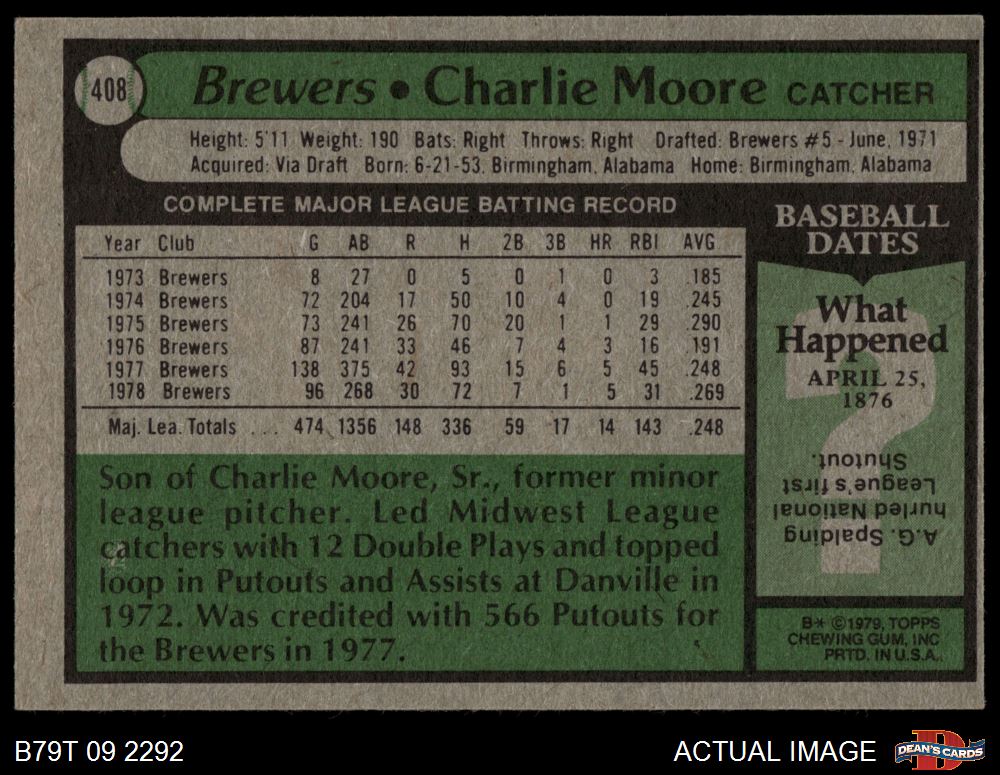 408
Brewers • Charlie Moore CATCHER
Height: 5'11 Weight: 190 Bats: Right Throws: Right Drafted: Brewers #5 - June, 1971
Acquired: Via Draft Born: 6-21-53, Birmingham, Alabama Home: Birmingham, Alabama
COMPLETE MAJOR LEAGUE BATTING RECORD
Year Club G AB R H 2B 3B HR RBI AVG
1973 Brewers 8 27 0 5 0 1 0 3 .185
1974 Brewers 72 204 17 50 10 4 0 19 .245
1975 Brewers 73 241 26 70 20 1 1 29 .290
1976 Brewers 87 241 33 46 7 4 3 16 .191
1977 Brewers 138 375 42 93 15 6 5 45 .248
1978 Brewers 96 268 30 72 7 1 5 31 .269
Maj. Lea. Totals ... 474 1356 148 336 59 17 14 143 .248
Son of Charlie Moore, Sr., former minor
league pitcher. Led Midwest League
catchers with 12 Double Plays and topped
loop in Putouts and Assists at Danville in
1972. Was credited with 566 Putouts for
the Brewers in 1977.
BASEBALL
DATES
What
Happened
APRIL 25,
1876
A.G. Spalding
hurled National
League's first
Shutout.
B* ©1979, TOPPS
CHEWING GUM, INC
PRTD. IN U.S.A.
B79T 09 2292
ACTUAL IMAGE
D
DEAN'S CARDS